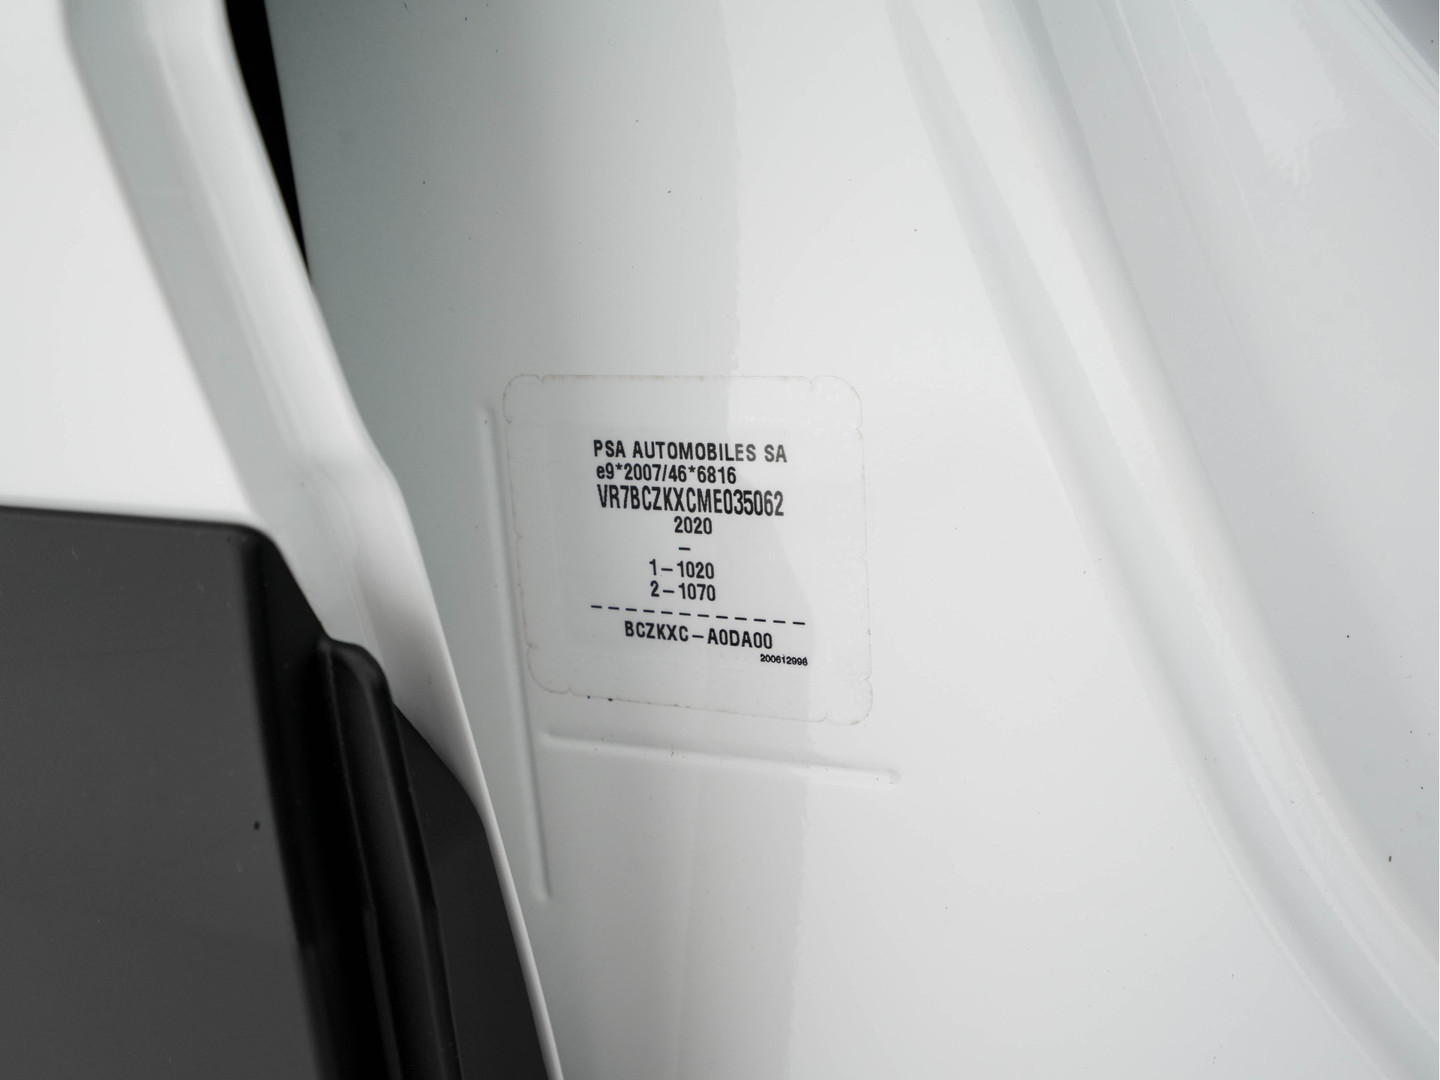 PSA AUTOMOBILES SA
e9*2007/46*6816
VR7BCZKXCME035062
2020
–
1–1020
2–1070
BCZKXC–A0DA00
200612996